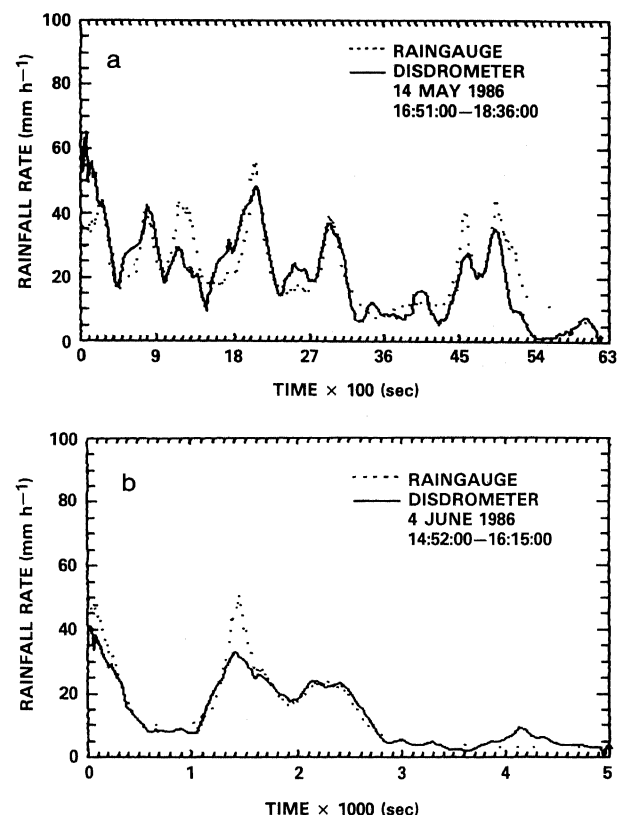 100
80
60
40
20
0
RAINFALL RATE (mm h−1)
a
RAINGAUGE
DISDROMETER
14 MAY 1986
16:51:00−18:36:00
0 9 18 27 36 45 54 63
TIME × 100 (sec)
100
80
60
40
20
0
RAINFALL RATE (mm h−1)
b
RAINGAUGE
DISDROMETER
4 JUNE 1986
14:52:00−16:15:00
0 1 2 3 4 5
TIME × 1000 (sec)